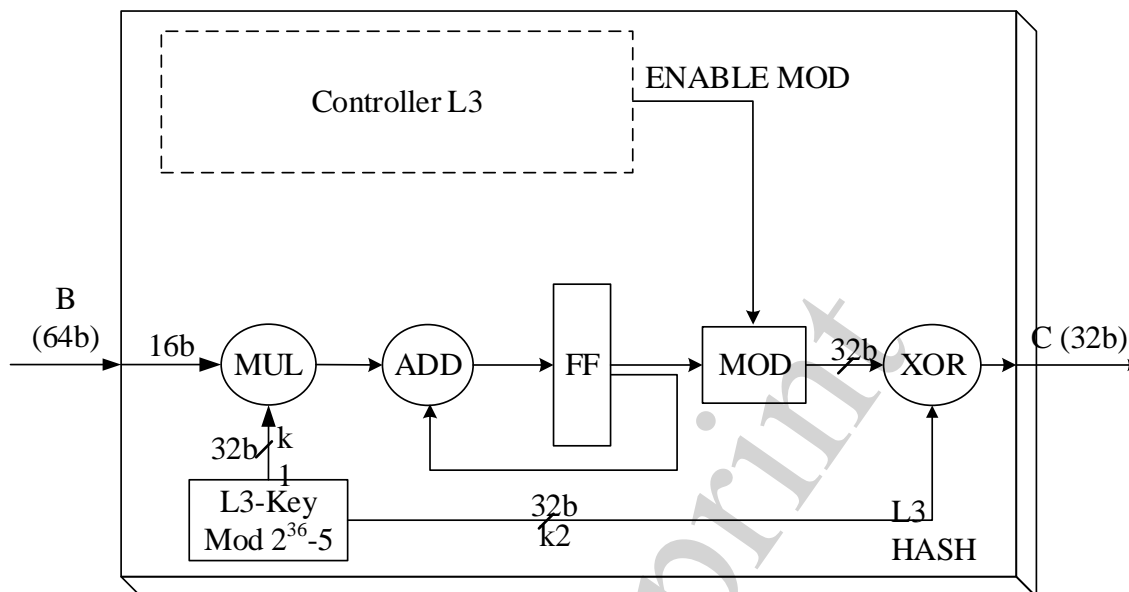 ENABLE MOD
Controller L3
B
(64b)
16b
MUL
ADD
FF
MOD
32b
XOR
C (32b)
32b
k
1
L3-Key
Mod 2³⁶-5
32b
k2
L3
HASH
print